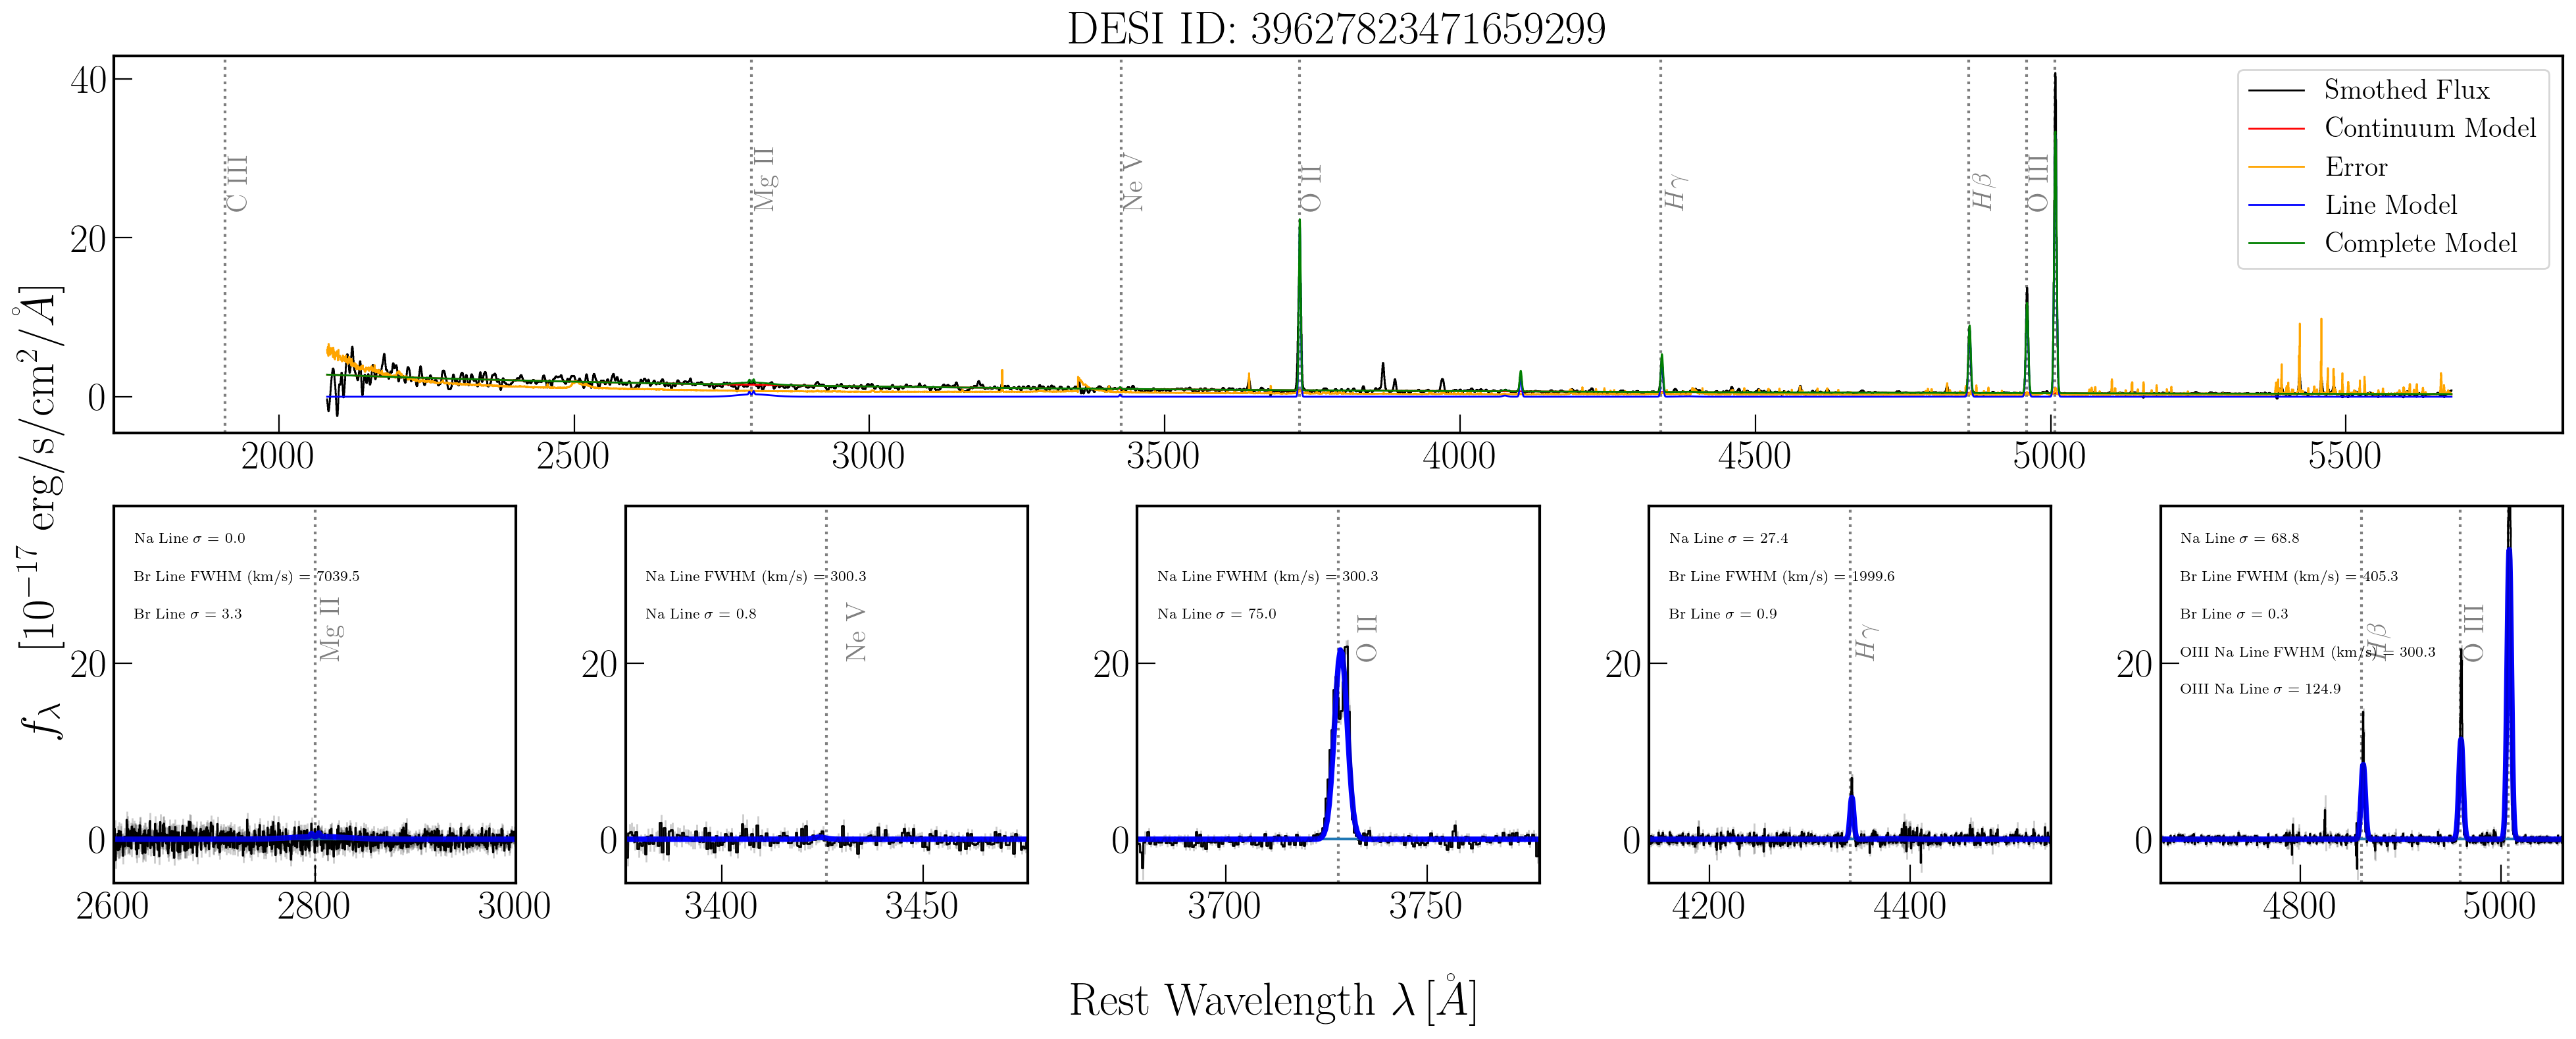 DESI ID: 39627823471659299
40
20
0
C III
Mg II
Ne V
O II
Hγ
Hβ
O III
Smothed Flux
Continuum Model
Error
Line Model
Complete Model
2000 2500 3000 3500 4000 4500 5000 5500
f_λ [10^{-17} erg/s/cm^2/Å]
Na Line σ = 0.0
Br Line FWHM (km/s) = 7039.5
Br Line σ = 3.3
Mg II
20
0
2600 2800 3000
Na Line FWHM (km/s) = 300.3
Na Line σ = 0.8
Ne V
20
0
3400 3450
Na Line FWHM (km/s) = 300.3
Na Line σ = 75.0
O II
20
0
3700 3750
Na Line σ = 27.4
Br Line FWHM (km/s) = 1999.6
Br Line σ = 0.9
Hγ
20
0
4200 4400
Na Line σ = 68.8
Br Line FWHM (km/s) = 405.3
Br Line σ = 0.3
OIII Na Line FWHM (km/s) = 300.3
OIII Na Line σ = 124.9
Hβ
O III
20
0
4800 5000
Rest Wavelength λ [Å]